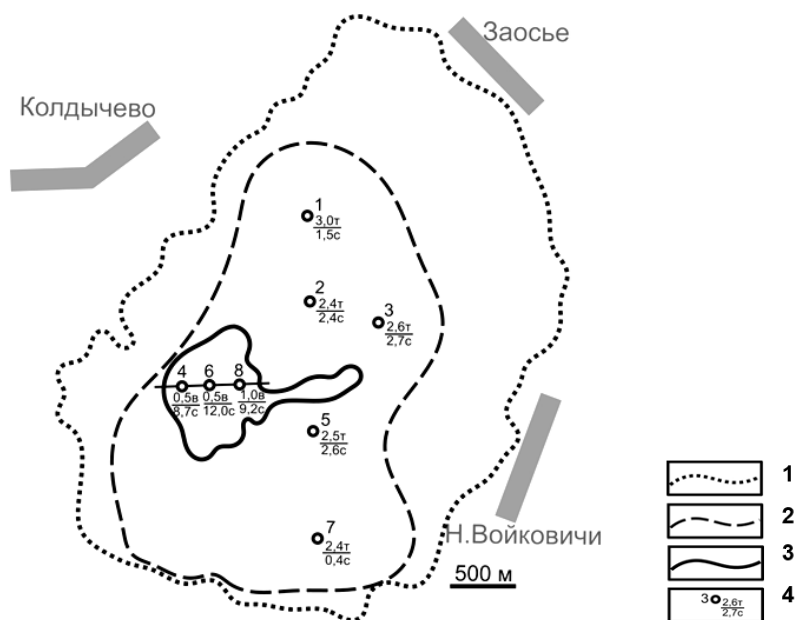 Заосье
Колдычево
1
3,0т
1,5с
2
2,4т
2,4с
3
2,6т
2,7с
4 6 8
0,5в 0,5в 1,0в
8,7с 12,0с 9,2с
5
2,5т
2,6с
7
2,4т
0,4с
Н.Войковичи
500 м
1
2
3
3 2,6т
2,7с
4